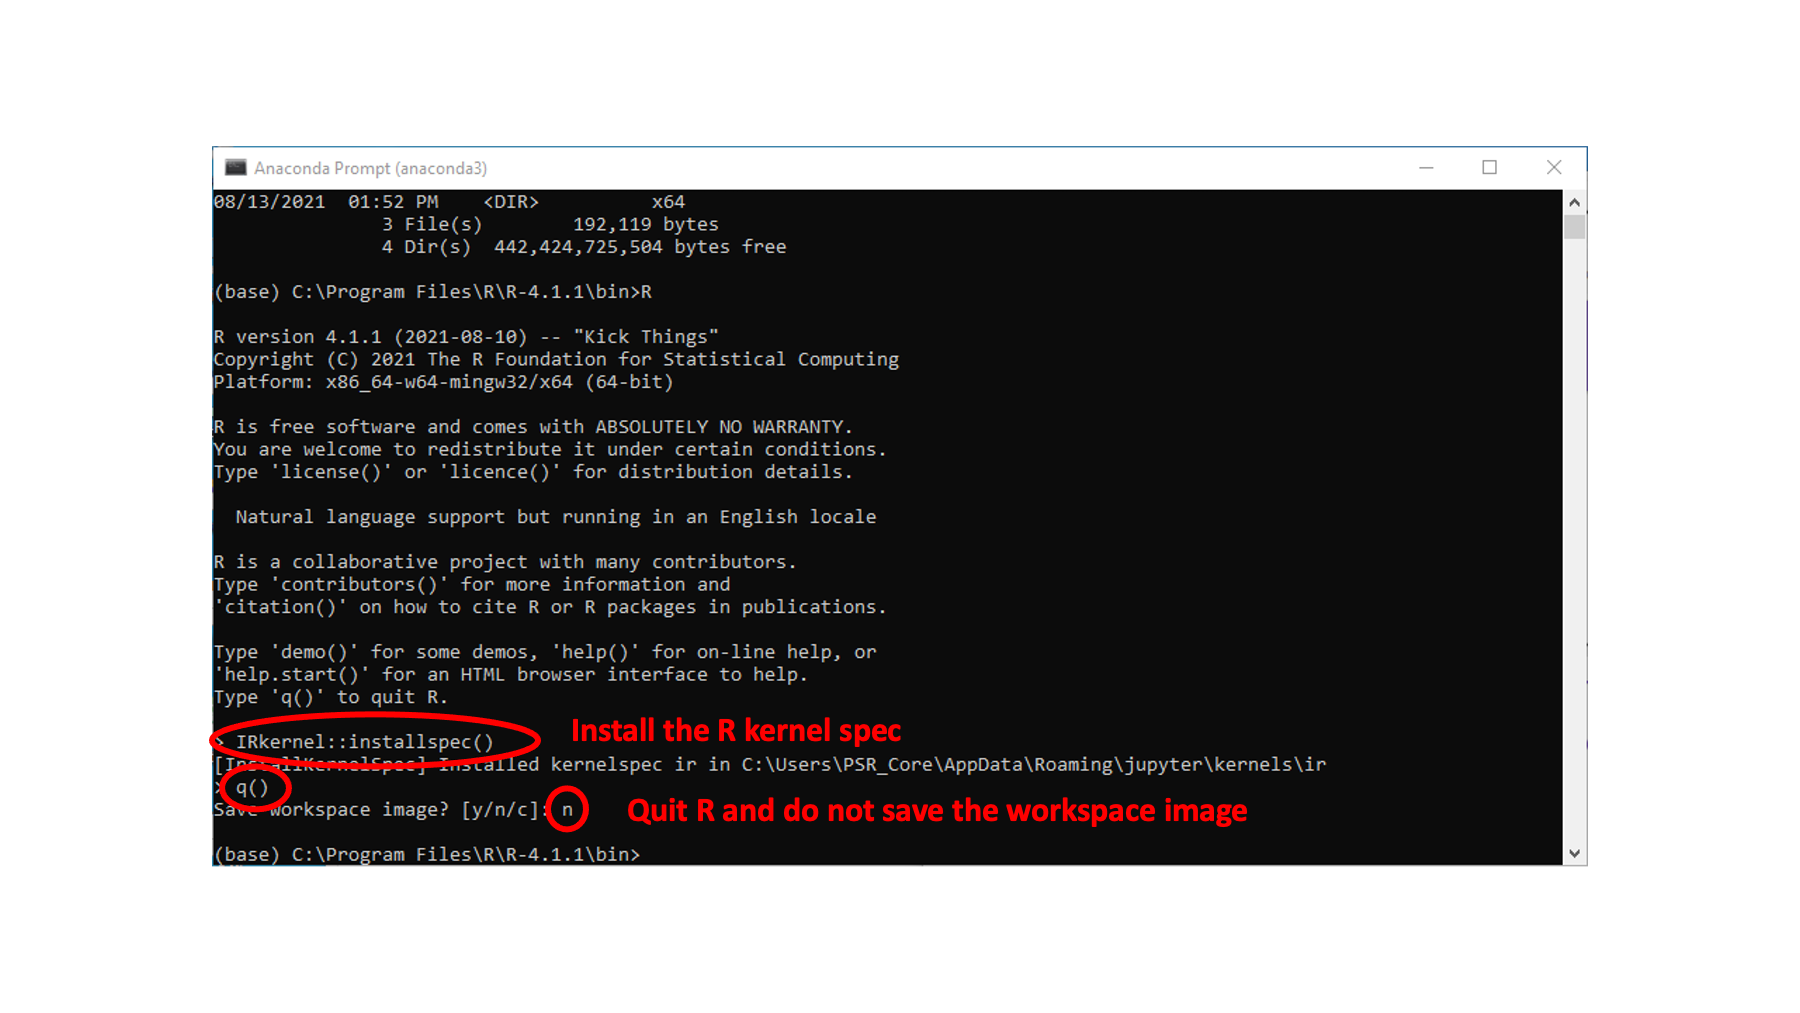 Anaconda Prompt (anaconda3)
08/13/2021  01:52 PM    <DIR>          x64
3 File(s)        192,119 bytes
4 Dir(s)  442,424,725,504 bytes free
(base) C:\Program Files\R\R-4.1.1\bin>R
R version 4.1.1 (2021-08-10) -- "Kick Things"
Copyright (C) 2021 The R Foundation for Statistical Computing
Platform: x86_64-w64-mingw32/x64 (64-bit)
R is free software and comes with ABSOLUTELY NO WARRANTY.
You are welcome to redistribute it under certain conditions.
Type 'license()' or 'licence()' for distribution details.
Natural language support but running in an English locale
R is a collaborative project with many contributors.
Type 'contributors()' for more information and
'citation()' on how to cite R or R packages in publications.
Type 'demo()' for some demos, 'help()' for on-line help, or
'help.start()' for an HTML browser interface to help.
Type 'q()' to quit R.
> IRkernel::installspec()
Install the R kernel spec
[InstallKernelSpec] Installed kernelspec ir in C:\Users\PSR_Core\AppData\Roaming\jupyter\kernels\ir
> q()
Save workspace image? [y/n/c]: n
Quit R and do not save the workspace image
(base) C:\Program Files\R\R-4.1.1\bin>